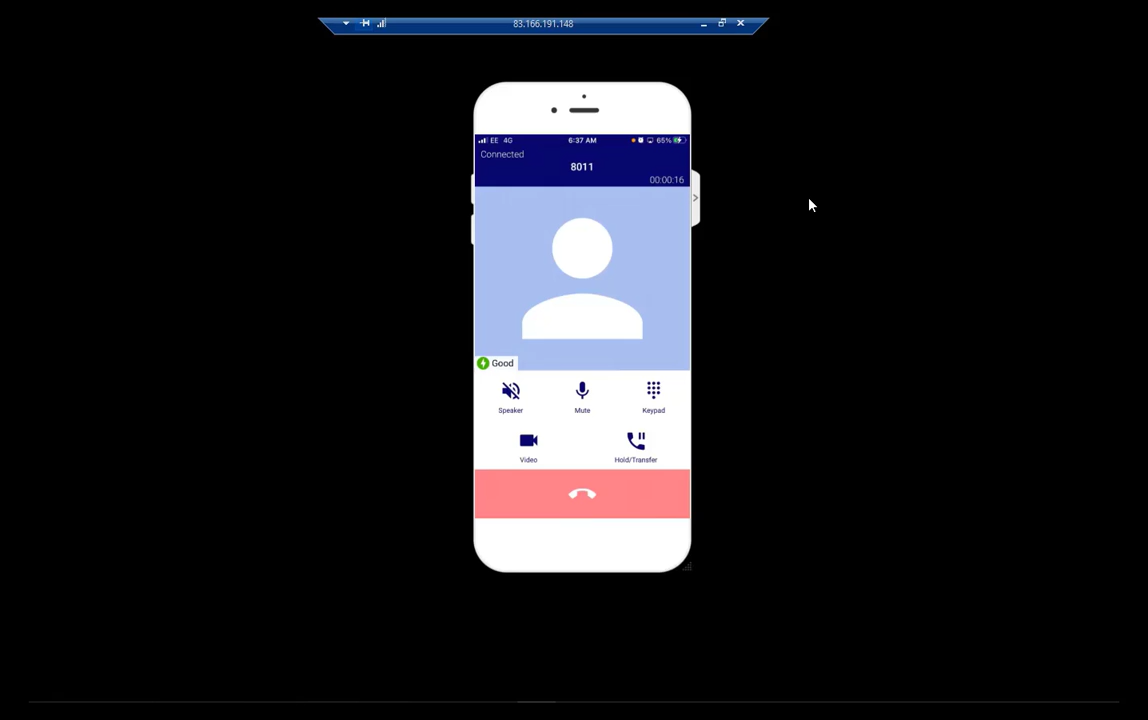 83.166.191.148
EE 4G 6:37 AM 65%
Connected
8011
00:00:16
Good
Speaker Mute Keypad
Video Hold/Transfer